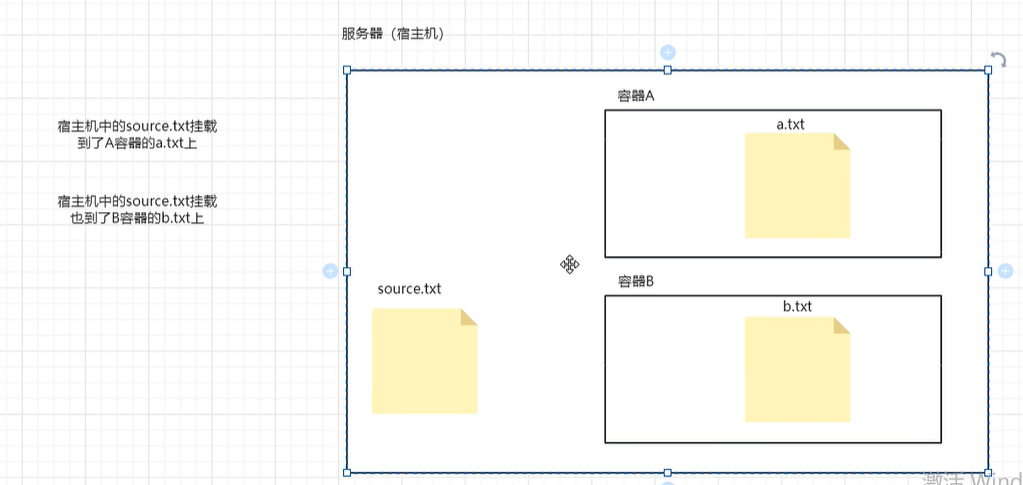 服务器（宿主机）
宿主机中的source.txt挂载
到了A容器的a.txt上
宿主机中的source.txt挂载
也到了B容器的b.txt上
容器A
a.txt
容器B
b.txt
source.txt
激活 Wind